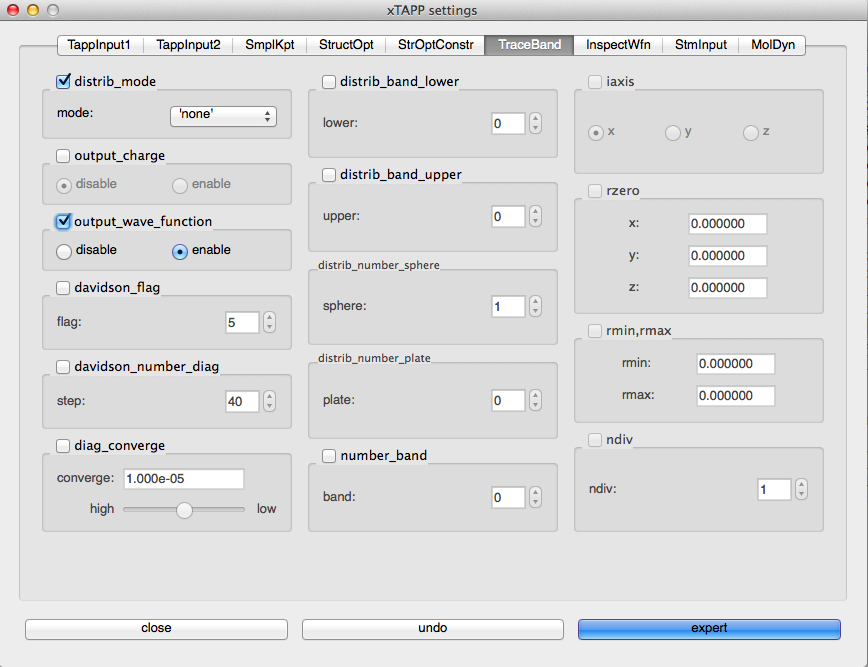 xTAPP settings
TappInput1 TappInput2 SmplKpt StructOpt StrOptConstr TraceBand InspectWfn StmInput MolDyn
distrib_mode
mode: 'none'
output_charge
disable enable
output_wave_function
disable enable
davidson_flag
flag: 5
davidson_number_diag
step: 40
diag_converge
converge: 1.000e-05
high low
distrib_band_lower
lower: 0
distrib_band_upper
upper: 0
distrib_number_sphere
sphere: 1
distrib_number_plate
plate: 0
number_band
band: 0
iaxis
x y z
rzero
x: 0.000000
y: 0.000000
z: 0.000000
rmin,rmax
rmin: 0.000000
rmax: 0.000000
ndiv
ndiv: 1
close undo expert